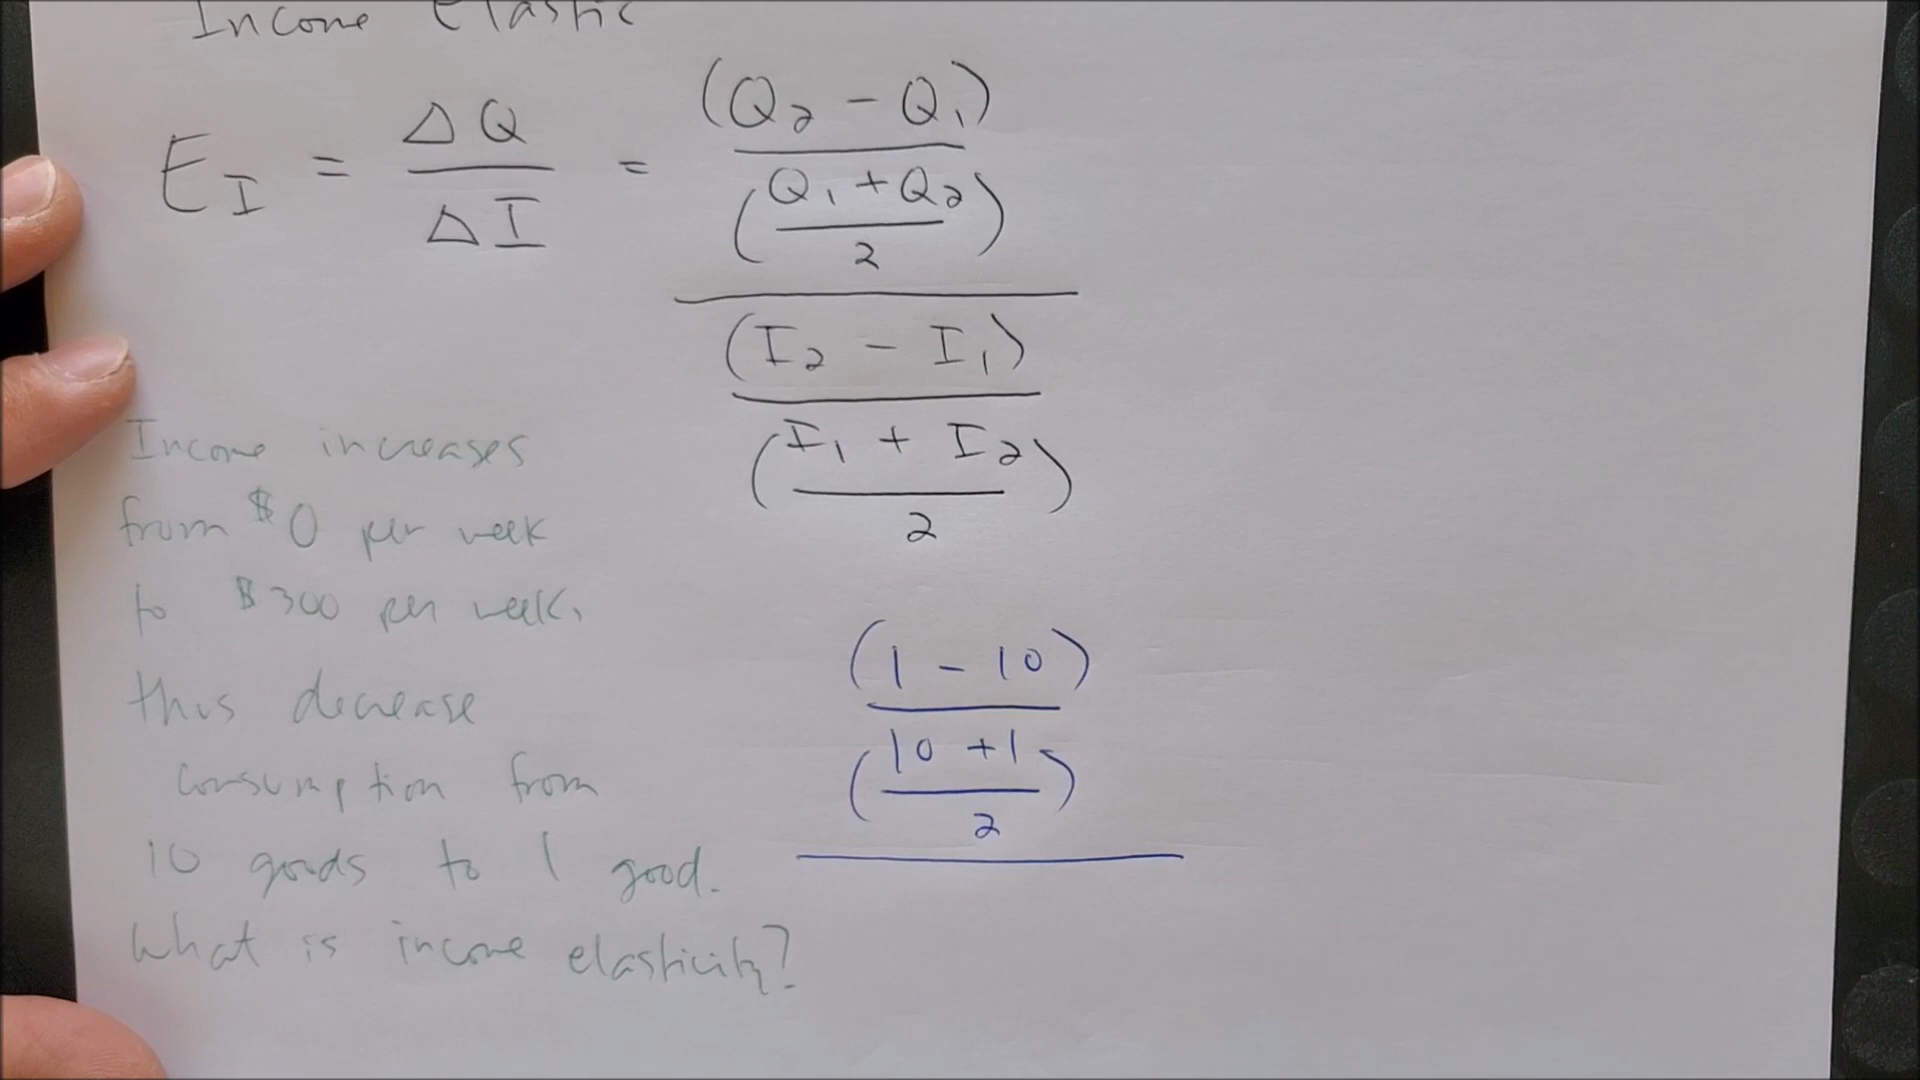 Income Elastic
E_I = ΔQ / ΔI = (Q2 - Q1) / ((Q1 + Q2) / 2)
(I2 - I1) / ((I1 + I2) / 2)
Income increases
from $0 per week
to $300 per week,
thus decrease
consumption from
10 goods to 1 good.
What is income elasticity?
(1 - 10)
(10 + 1
2)